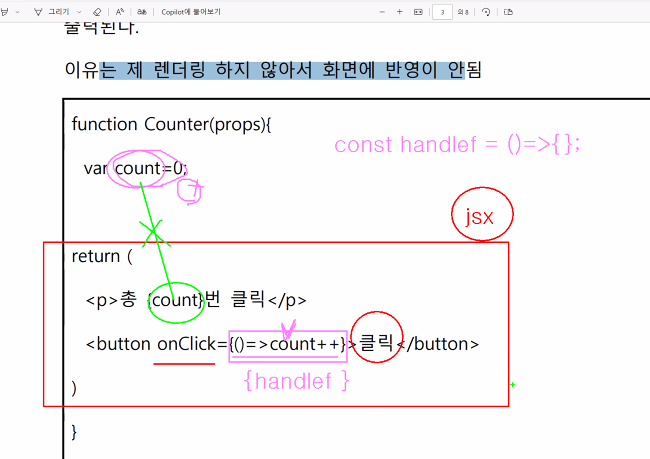 그리기
Copilot에 물어보기
3 의 8
출력된다.
이유는 제 렌더링 하지 않아서 화면에 반영이 안됨
function Counter(props){
const handlef = ()=>{};
var count=0;
jsx
return (
<p>총 {count}번 클릭</p>
<button onClick={()=>count++}>클릭</button>
{handlef }
)
}